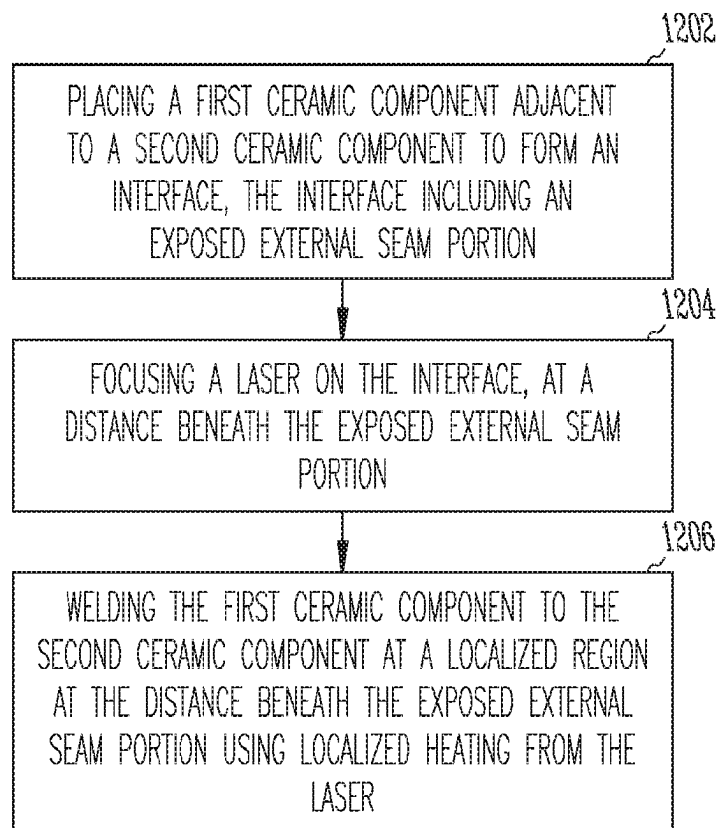 1202
PLACING A FIRST CERAMIC COMPONENT ADJACENT
TO A SECOND CERAMIC COMPONENT TO FORM AN
INTERFACE, THE INTERFACE INCLUDING AN
EXPOSED EXTERNAL SEAM PORTION
1204
FOCUSING A LASER ON THE INTERFACE, AT A
DISTANCE BENEATH THE EXPOSED EXTERNAL SEAM
PORTION
1206
WELDING THE FIRST CERAMIC COMPONENT TO THE
SECOND CERAMIC COMPONENT AT A LOCALIZED REGION
AT THE DISTANCE BENEATH THE EXPOSED EXTERNAL
SEAM PORTION USING LOCALIZED HEATING FROM THE
LASER